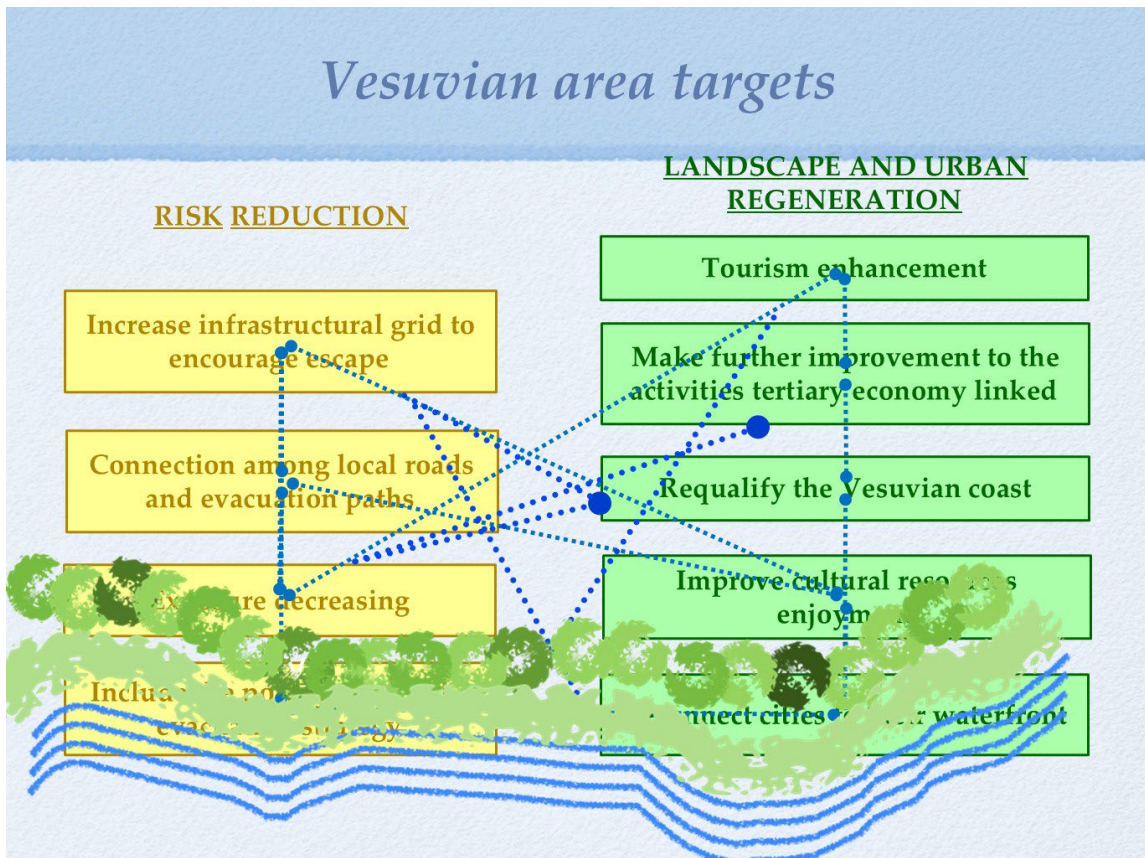 Vesuvian area targets
RISK REDUCTION
Increase infrastructural grid to
encourage escape
Connection among local roads
and evacuation paths
decreasing
LANDSCAPE AND URBAN
REGENERATION
Tourism enhancement
Make further improvement to the
activities tertiary economy linked
Requalify the Vesuvian coast
Improve cultural resources
cities
waterfront